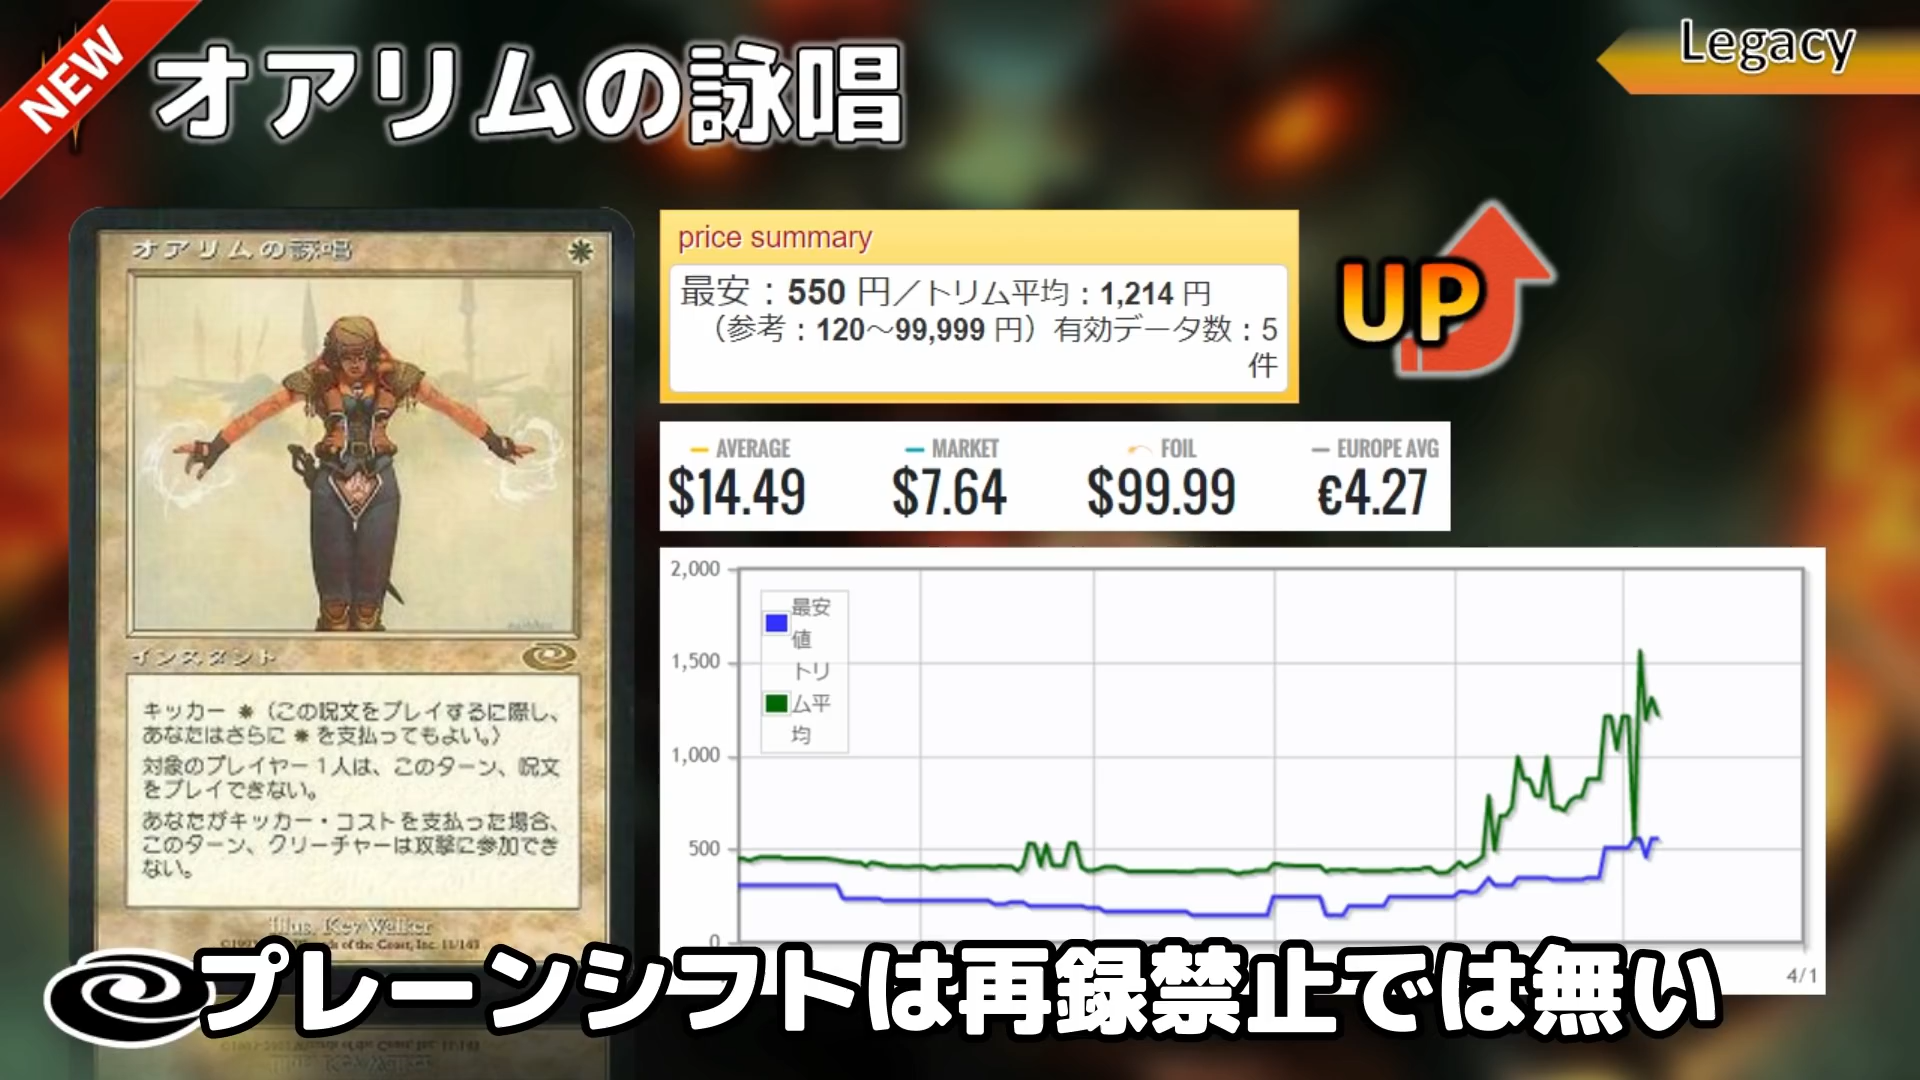 NEW
オアリムの詠唱
Legacy
オアリムの詠唱
インスタント
キッカー ☀(この呪文をプレイするに際し、
あなたはさらに ☀ を支払ってもよい。)
対象のプレイヤー1人は、このターン、呪文
をプレイできない。
あなたがキッカー・コストを支払った場合、
このターン、クリーチャーは攻撃に参加でき
ない。
Illus. Kev Walker
of the Coast, Inc. 11/143
price summary
最安:550 円/トリム平均:1,214 円
(参考:120~99,999 円)有効データ数:5
件
UP
AVERAGE
$14.49
MARKET
$7.64
FOIL
$99.99
EUROPE AVG
€4.27
2,000
1,500
1,000
500
0
最安
値
トリ
ム平
均
4/1
プレーンシフトは再録禁止では無い